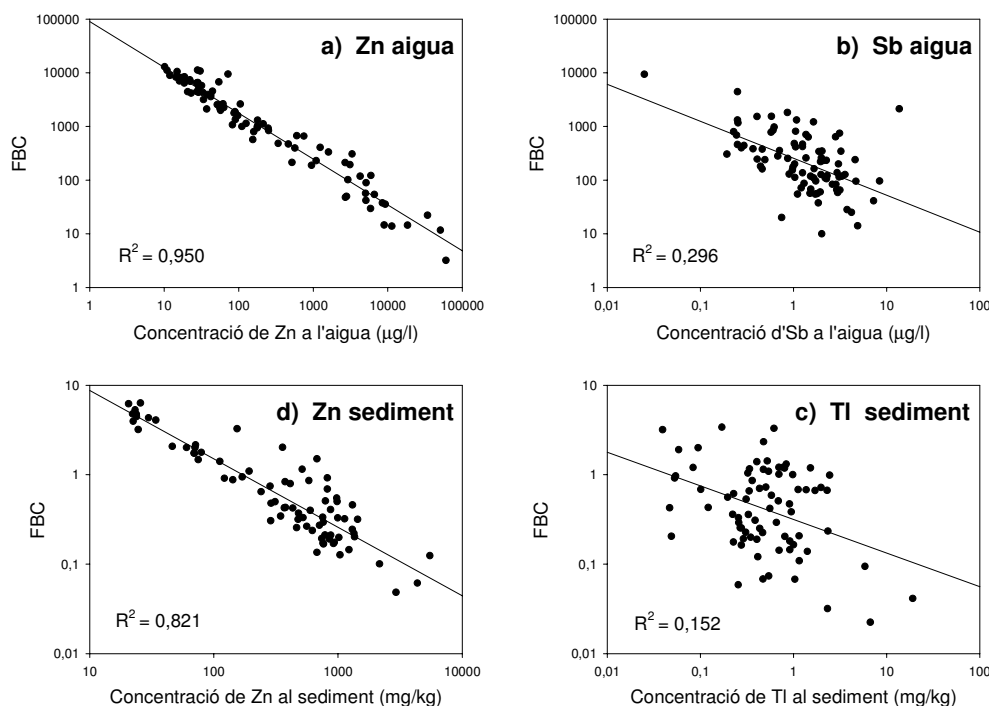 a) Zn aigua
100000
10000
1000
100
10
1
FBC
R² = 0,950
1 10 100 1000 10000 100000
Concentració de Zn a l'aigua (µg/l)
b) Sb aigua
100000
10000
1000
100
10
1
FBC
R² = 0,296
0,01 0,1 1 10 100
Concentració d'Sb a l'aigua (µg/l)
d) Zn sediment
10
1
0,1
0,01
FBC
R² = 0,821
10 100 1000 10000
Concentració de Zn al sediment (mg/kg)
c) Tl sediment
10
1
0,1
0,01
FBC
R² = 0,152
0,01 0,1 1 10 100
Concentració de Tl al sediment (mg/kg)